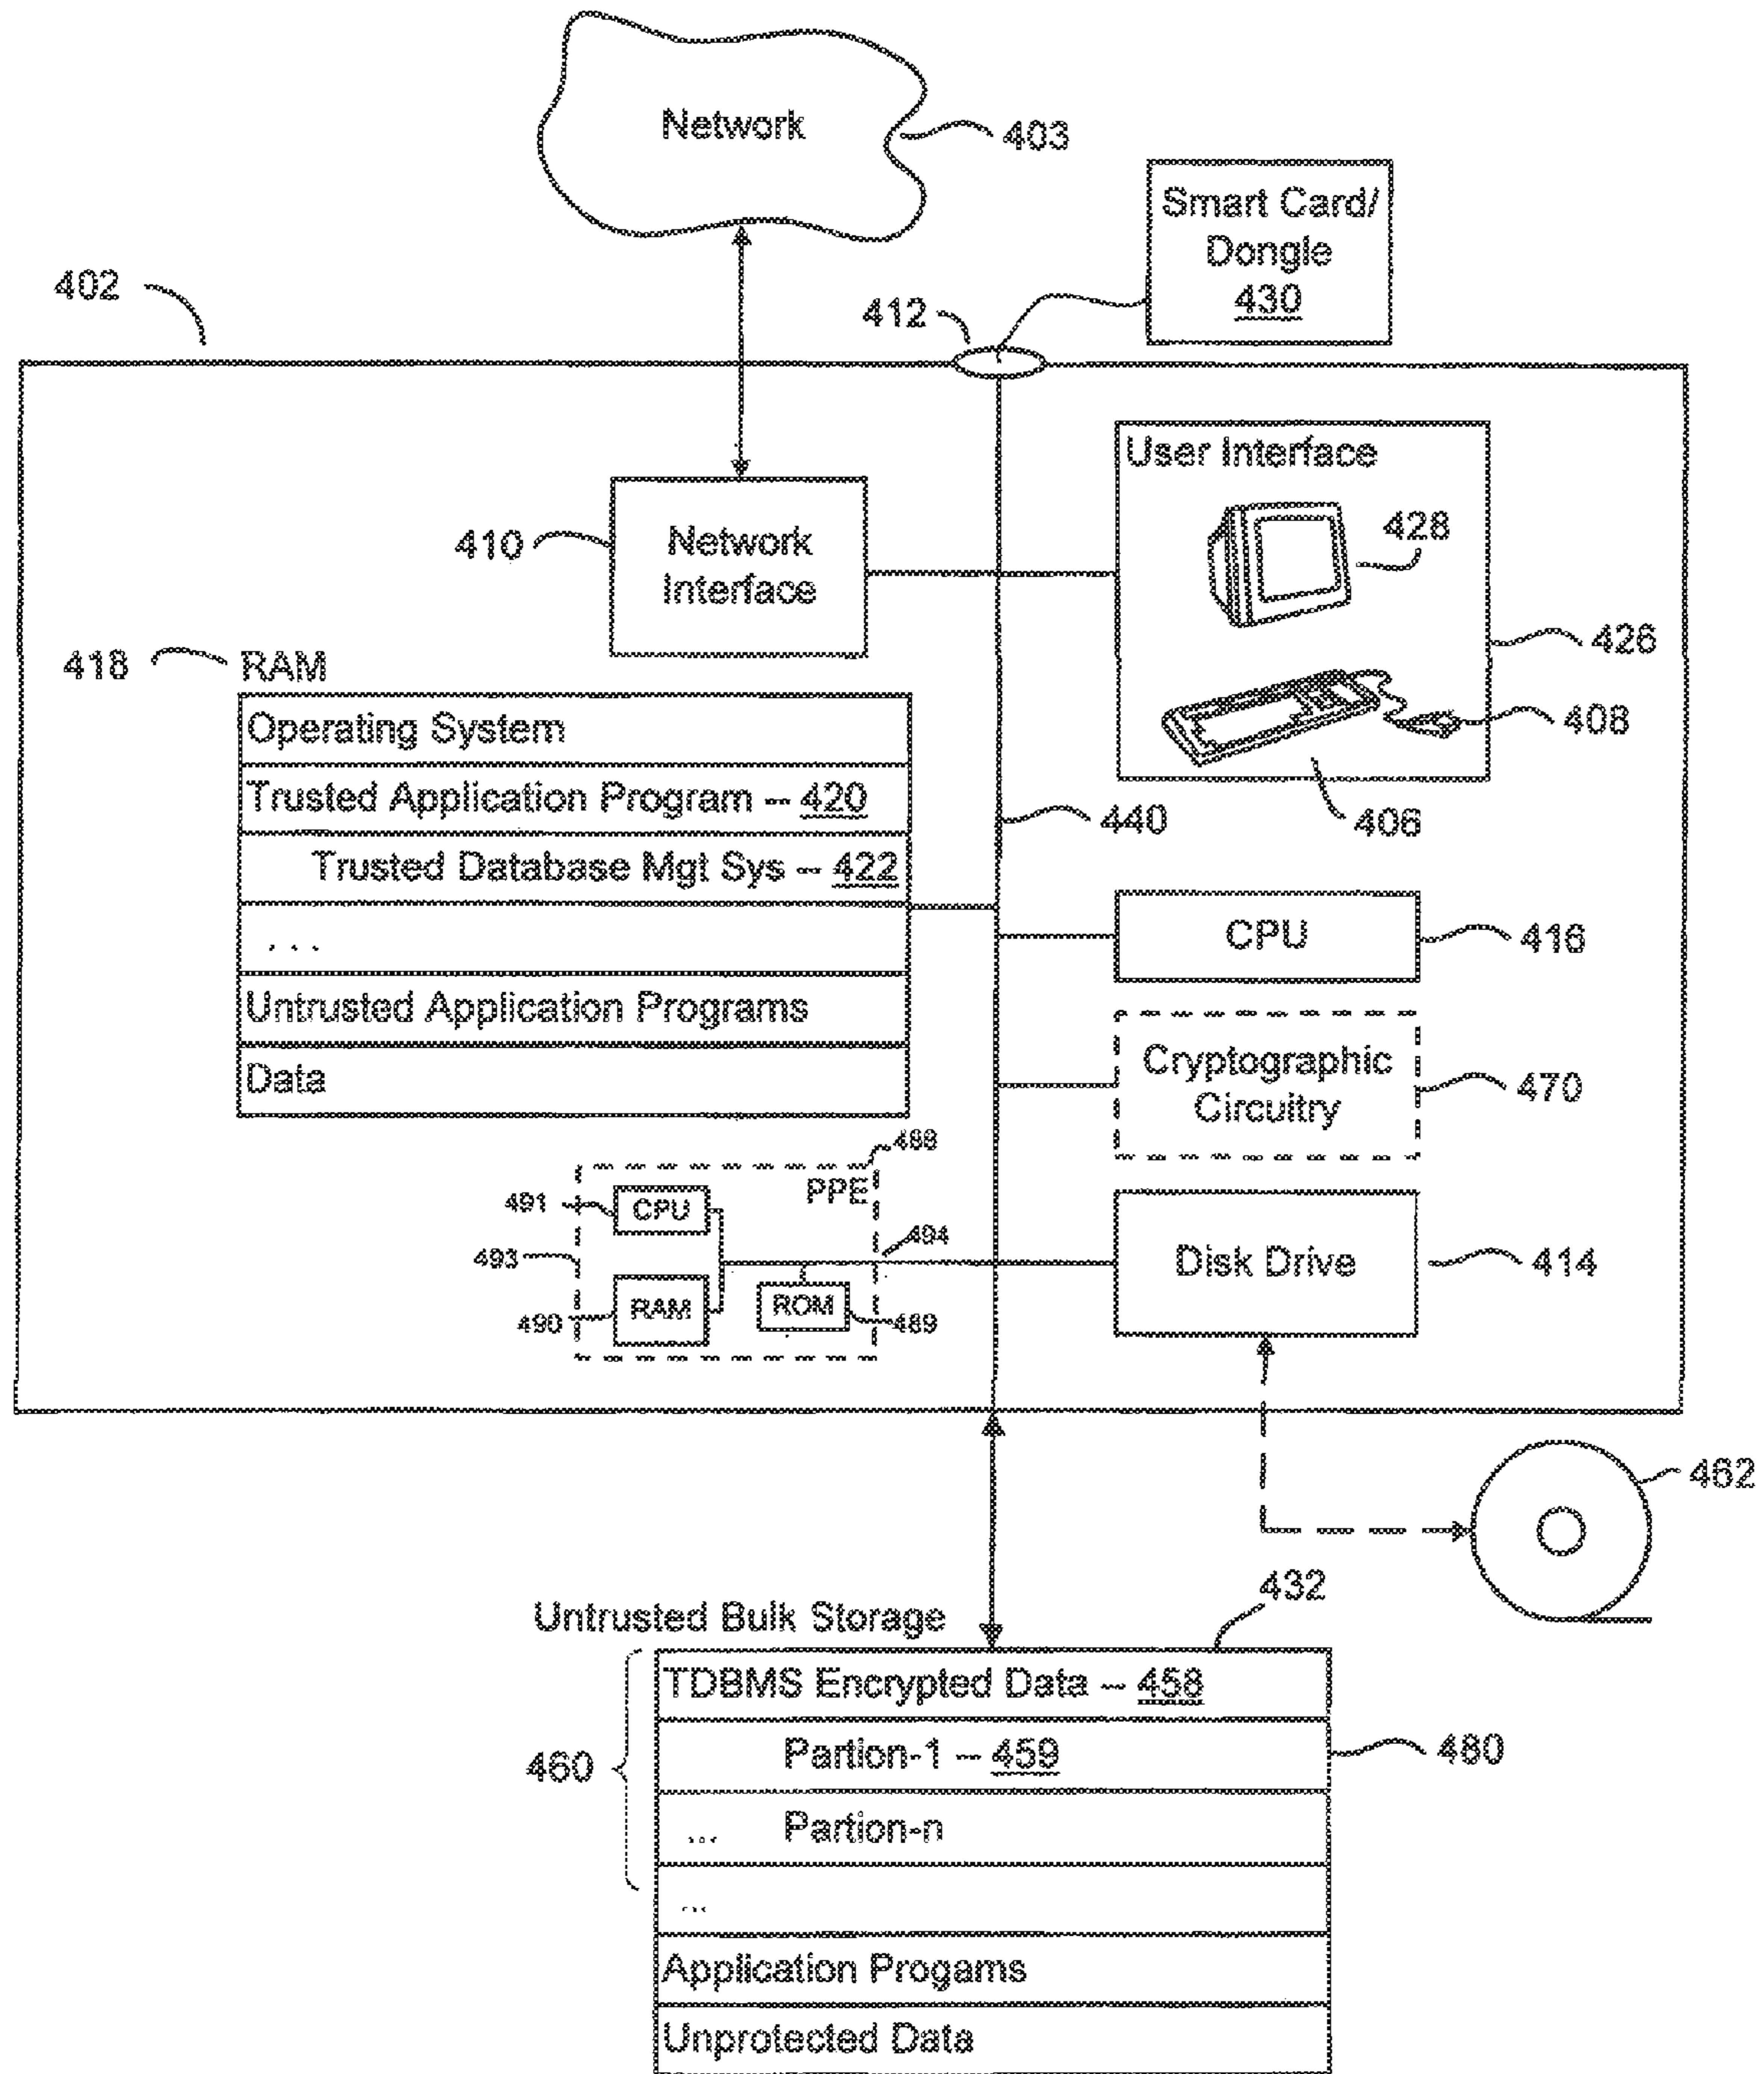 Network
403
Smart Card/
Dongle
430
402
412
User Interface
428
410
Network
Interface
426
408
406
418
RAM
Operating System
Trusted Application Program -- 420
Trusted Database Mgt Sys -- 422
. . .
Untrusted Application Programs
Data
440
CPU
416
Cryptographic
Circuitry
470
488
PPE
491
CPU
493
494
490
RAM
ROM
489
Disk Drive
414
462
432
Untrusted Bulk Storage
TDBMS Encrypted Data -- 458
460
Partion-1 -- 459
480
... Partion-n
...
Application Progams
Unprotected Data